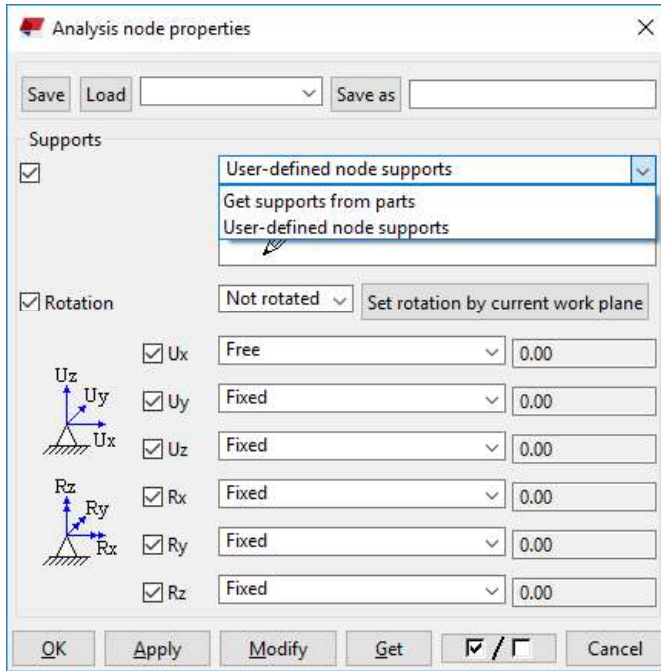 Analysis node properties
Save Load Save as
Supports
User-defined node supports
Get supports from parts
User-defined node supports
Rotation Not rotated Set rotation by current work plane
Ux Free 0.00
Uy Fixed 0.00
Uz Fixed 0.00
Uz
Uy
Ux
Rx Fixed 0.00
Ry Fixed 0.00
Rz Fixed 0.00
Rz
Ry
Rx
OK Apply Modify Get / Cancel